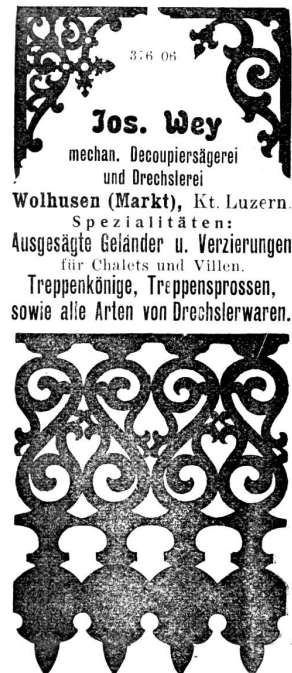 376 06
Jos. Wey
mechan. Decoupiersägerei
und Drechslerei
Wolhusen (Markt), Kt. Luzern.
Spezialitäten:
Ausgesägte Geländer u. Verzierungen
für Chalets und Villen.
Treppenkönige, Treppensprossen,
sowie alle Arten von Drechslerwaren.